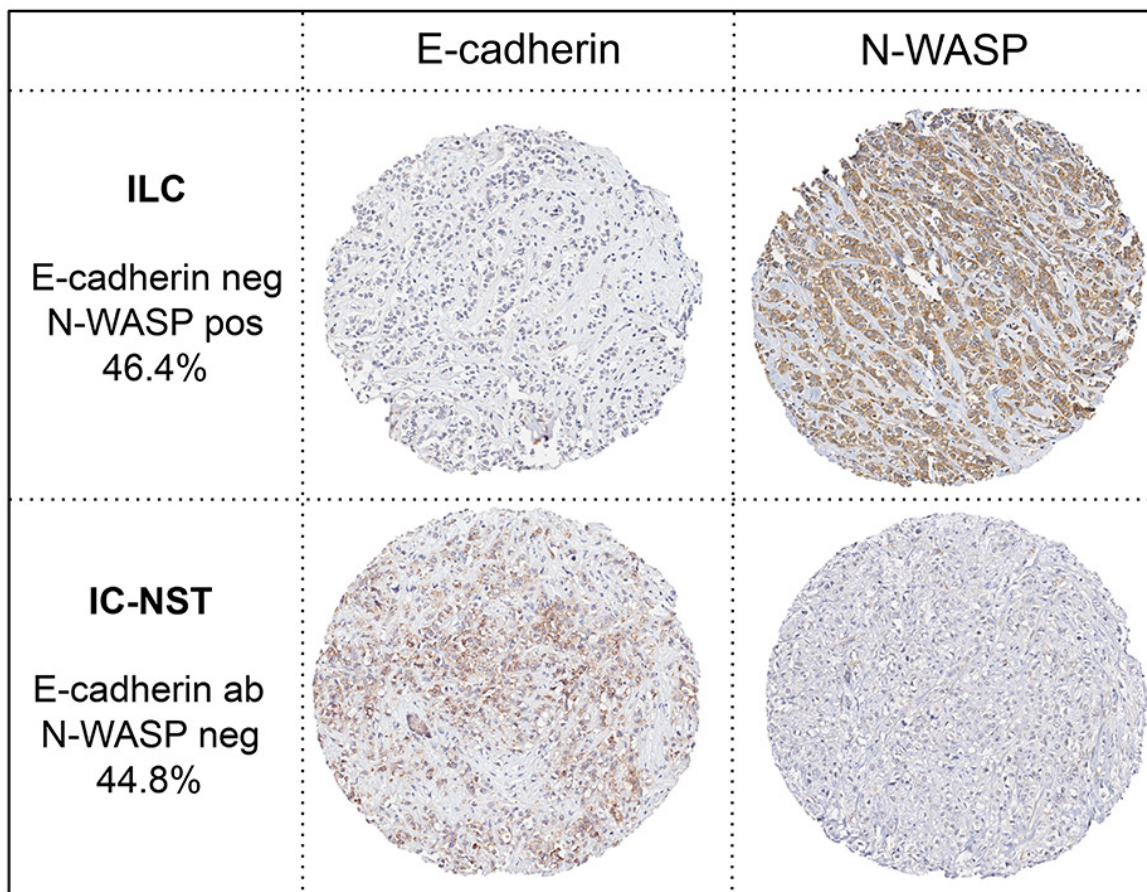 E-cadherin
N-WASP
ILC
E-cadherin neg
N-WASP pos
46.4%
IC-NST
E-cadherin ab
N-WASP neg
44.8%